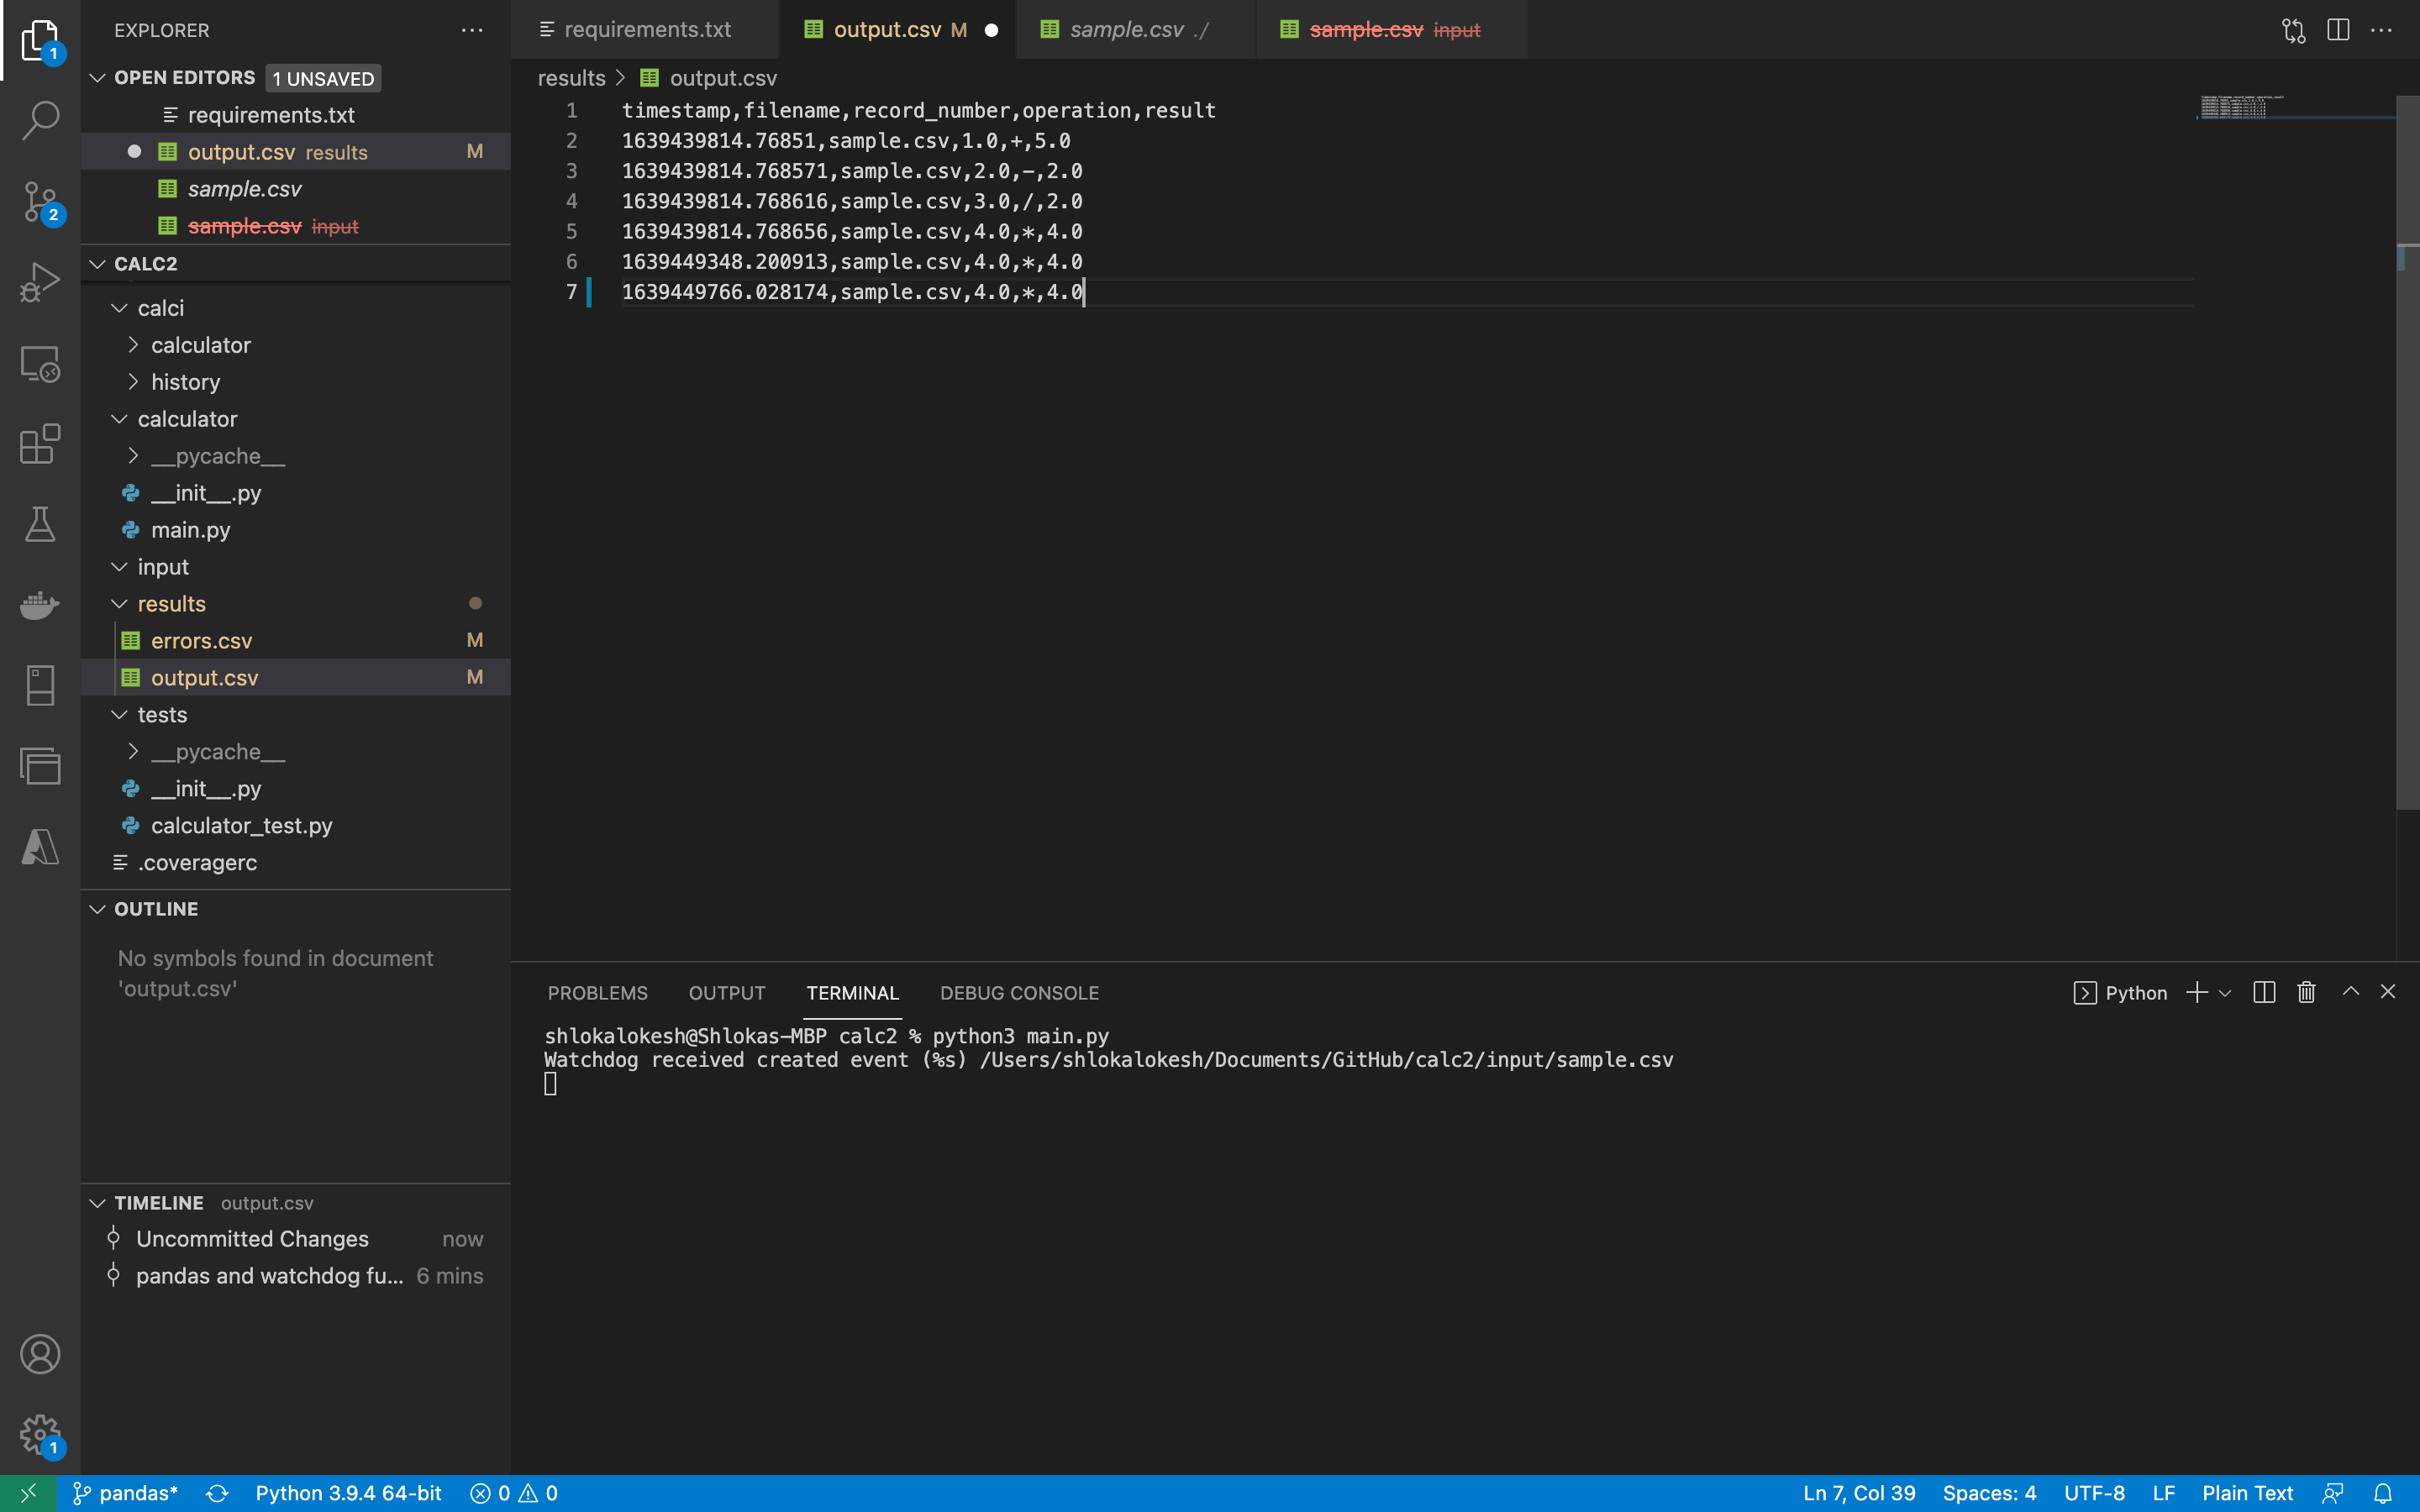 EXPLORER
OPEN EDITORS 1 UNSAVED
requirements.txt
output.csv results M
sample.csv
sample.csv input
CALC2
calci
calculator
history
calculator
__pycache__
__init__.py
main.py
input
results
errors.csv M
output.csv M
tests
__pycache__
__init__.py
calculator_test.py
.coveragerc
OUTLINE
No symbols found in document
'output.csv'
TIMELINE output.csv
Uncommitted Changes now
pandas and watchdog fu... 6 mins
1
2
1
requirements.txt
output.csv M
sample.csv ./
sample.csv input
results > output.csv
1 timestamp,filename,record_number,operation,result
2 1639439814.76851,sample.csv,1.0,+,5.0
3 1639439814.768571,sample.csv,2.0,-,2.0
4 1639439814.768616,sample.csv,3.0,/,2.0
5 1639439814.768656,sample.csv,4.0,*,4.0
6 1639449348.200913,sample.csv,4.0,*,4.0
7 1639449766.028174,sample.csv,4.0,*,4.0
PROBLEMS OUTPUT TERMINAL DEBUG CONSOLE
Python
shlokalokesh@Shlokas-MBP calc2 % python3 main.py
Watchdog received created event (%s) /Users/shlokalokesh/Documents/GitHub/calc2/input/sample.csv
pandas* Python 3.9.4 64-bit 0 0 Ln 7, Col 39 Spaces: 4 UTF-8 LF Plain Text